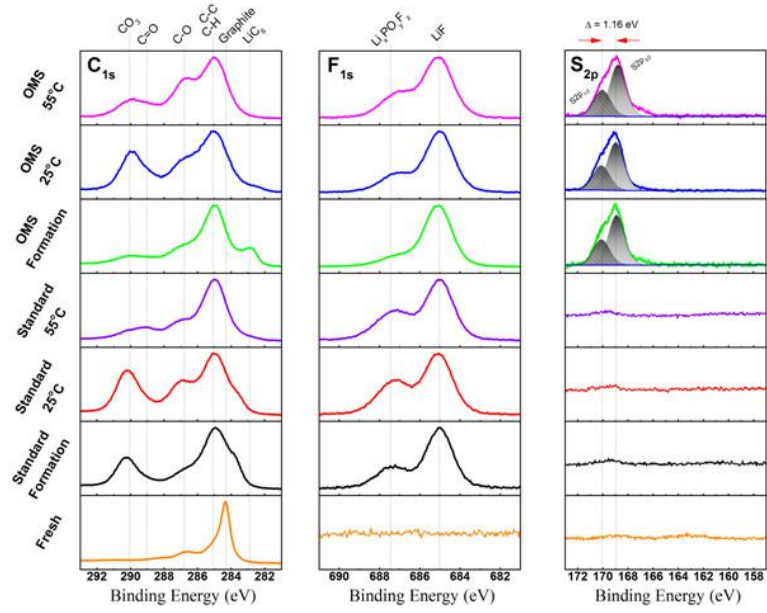 CO₃
C=O
C-O
C-C
C-H
Graphite
LiC₆
LiₓPOᵧF_z
LiF
Δ = 1.16 eV
C₁ₛ
F₁ₛ
S₂ₚ
S2p₁/₂
S2p₃/₂
OMS
55°C
OMS
25°C
OMS
Formation
Standard
55°C
Standard
25°C
Standard
Formation
Fresh
292 290 288 286 284 282
690 688 686 684 682
172 170 168 166 164 162 160 158
Binding Energy (eV)
Binding Energy (eV)
Binding Energy (eV)